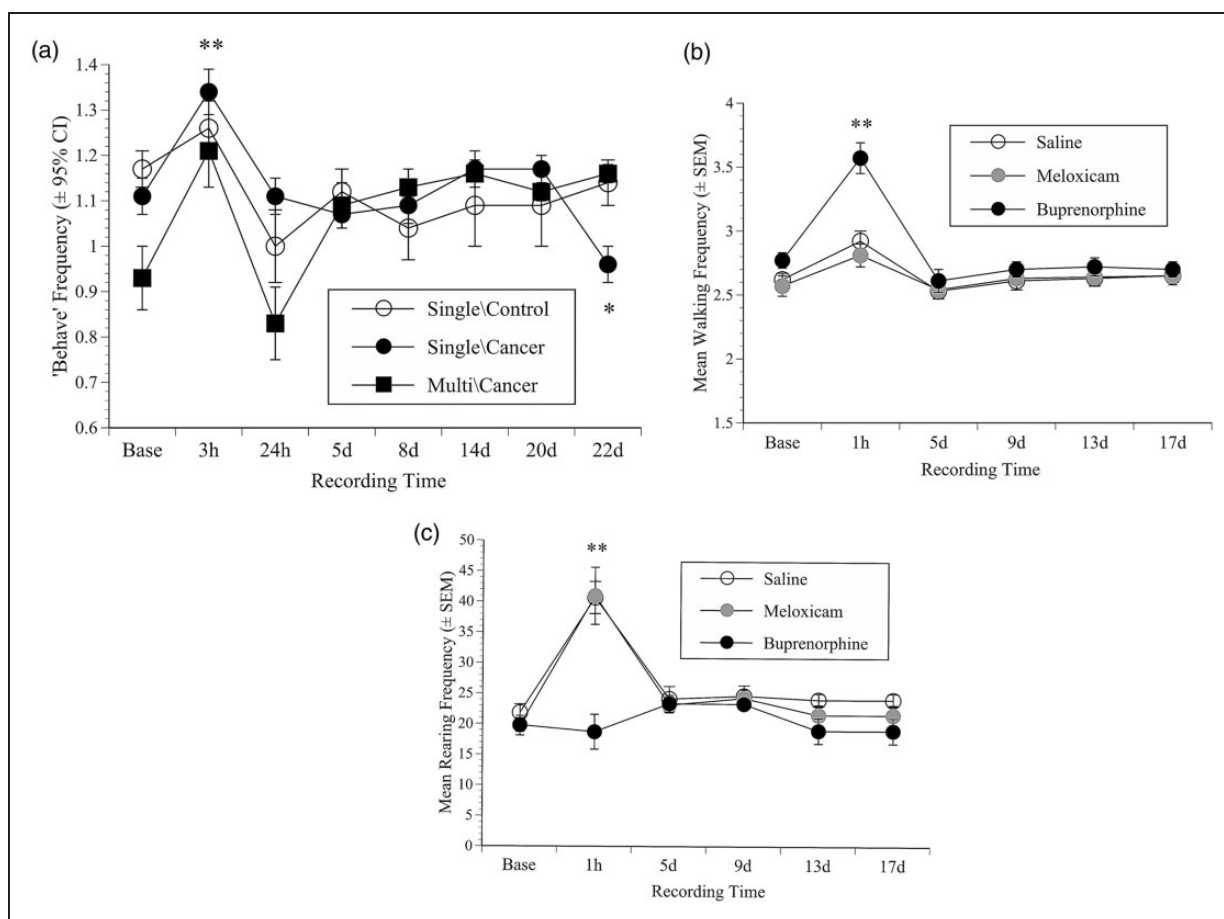 (a)
**
'Behave' Frequency (± 95% CI)
1.4
1.3
1.2
1.1
1
0.9
0.8
0.7
0.6
*
Single\Control
Single\Cancer
Multi\Cancer
Base 3h 24h 5d 8d 14d 20d 22d
Recording Time
(b)
**
Mean Walking Frequency (± SEM)
4
3.5
3
2.5
2
1.5
Saline
Meloxicam
Buprenorphine
Base 1h 5d 9d 13d 17d
Recording Time
(c)
**
Mean Rearing Frequency (± SEM)
50
45
40
35
30
25
20
15
10
5
0
Saline
Meloxicam
Buprenorphine
Base 1h 5d 9d 13d 17d
Recording Time